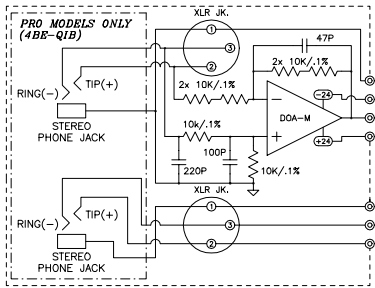 PRO MODELS ONLY
(4BE-QIB)
XLR JK.
1
3
2
47P
TIP(+)
RING(-)
2x 10K/.1%
2x 10K/.1%
STEREO
PHONE JACK
-
-24
DOA-M
10k/.1%
+
+24
100P
220P
10K/.1%
XLR JK.
1
TIP(+)
RING(-)
3
2
STEREO
PHONE JACK